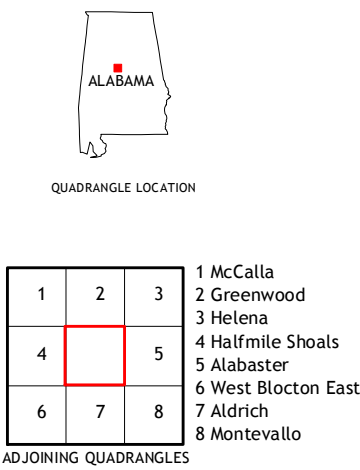 ALABAMA
QUADRANGLE LOCATION
1 2 3
4 5
6 7 8
1 McCalla
2 Greenwood
3 Helena
4 Halfmile Shoals
5 Alabaster
6 West Blocton East
7 Aldrich
8 Montevallo
ADJOINING QUADRANGLES